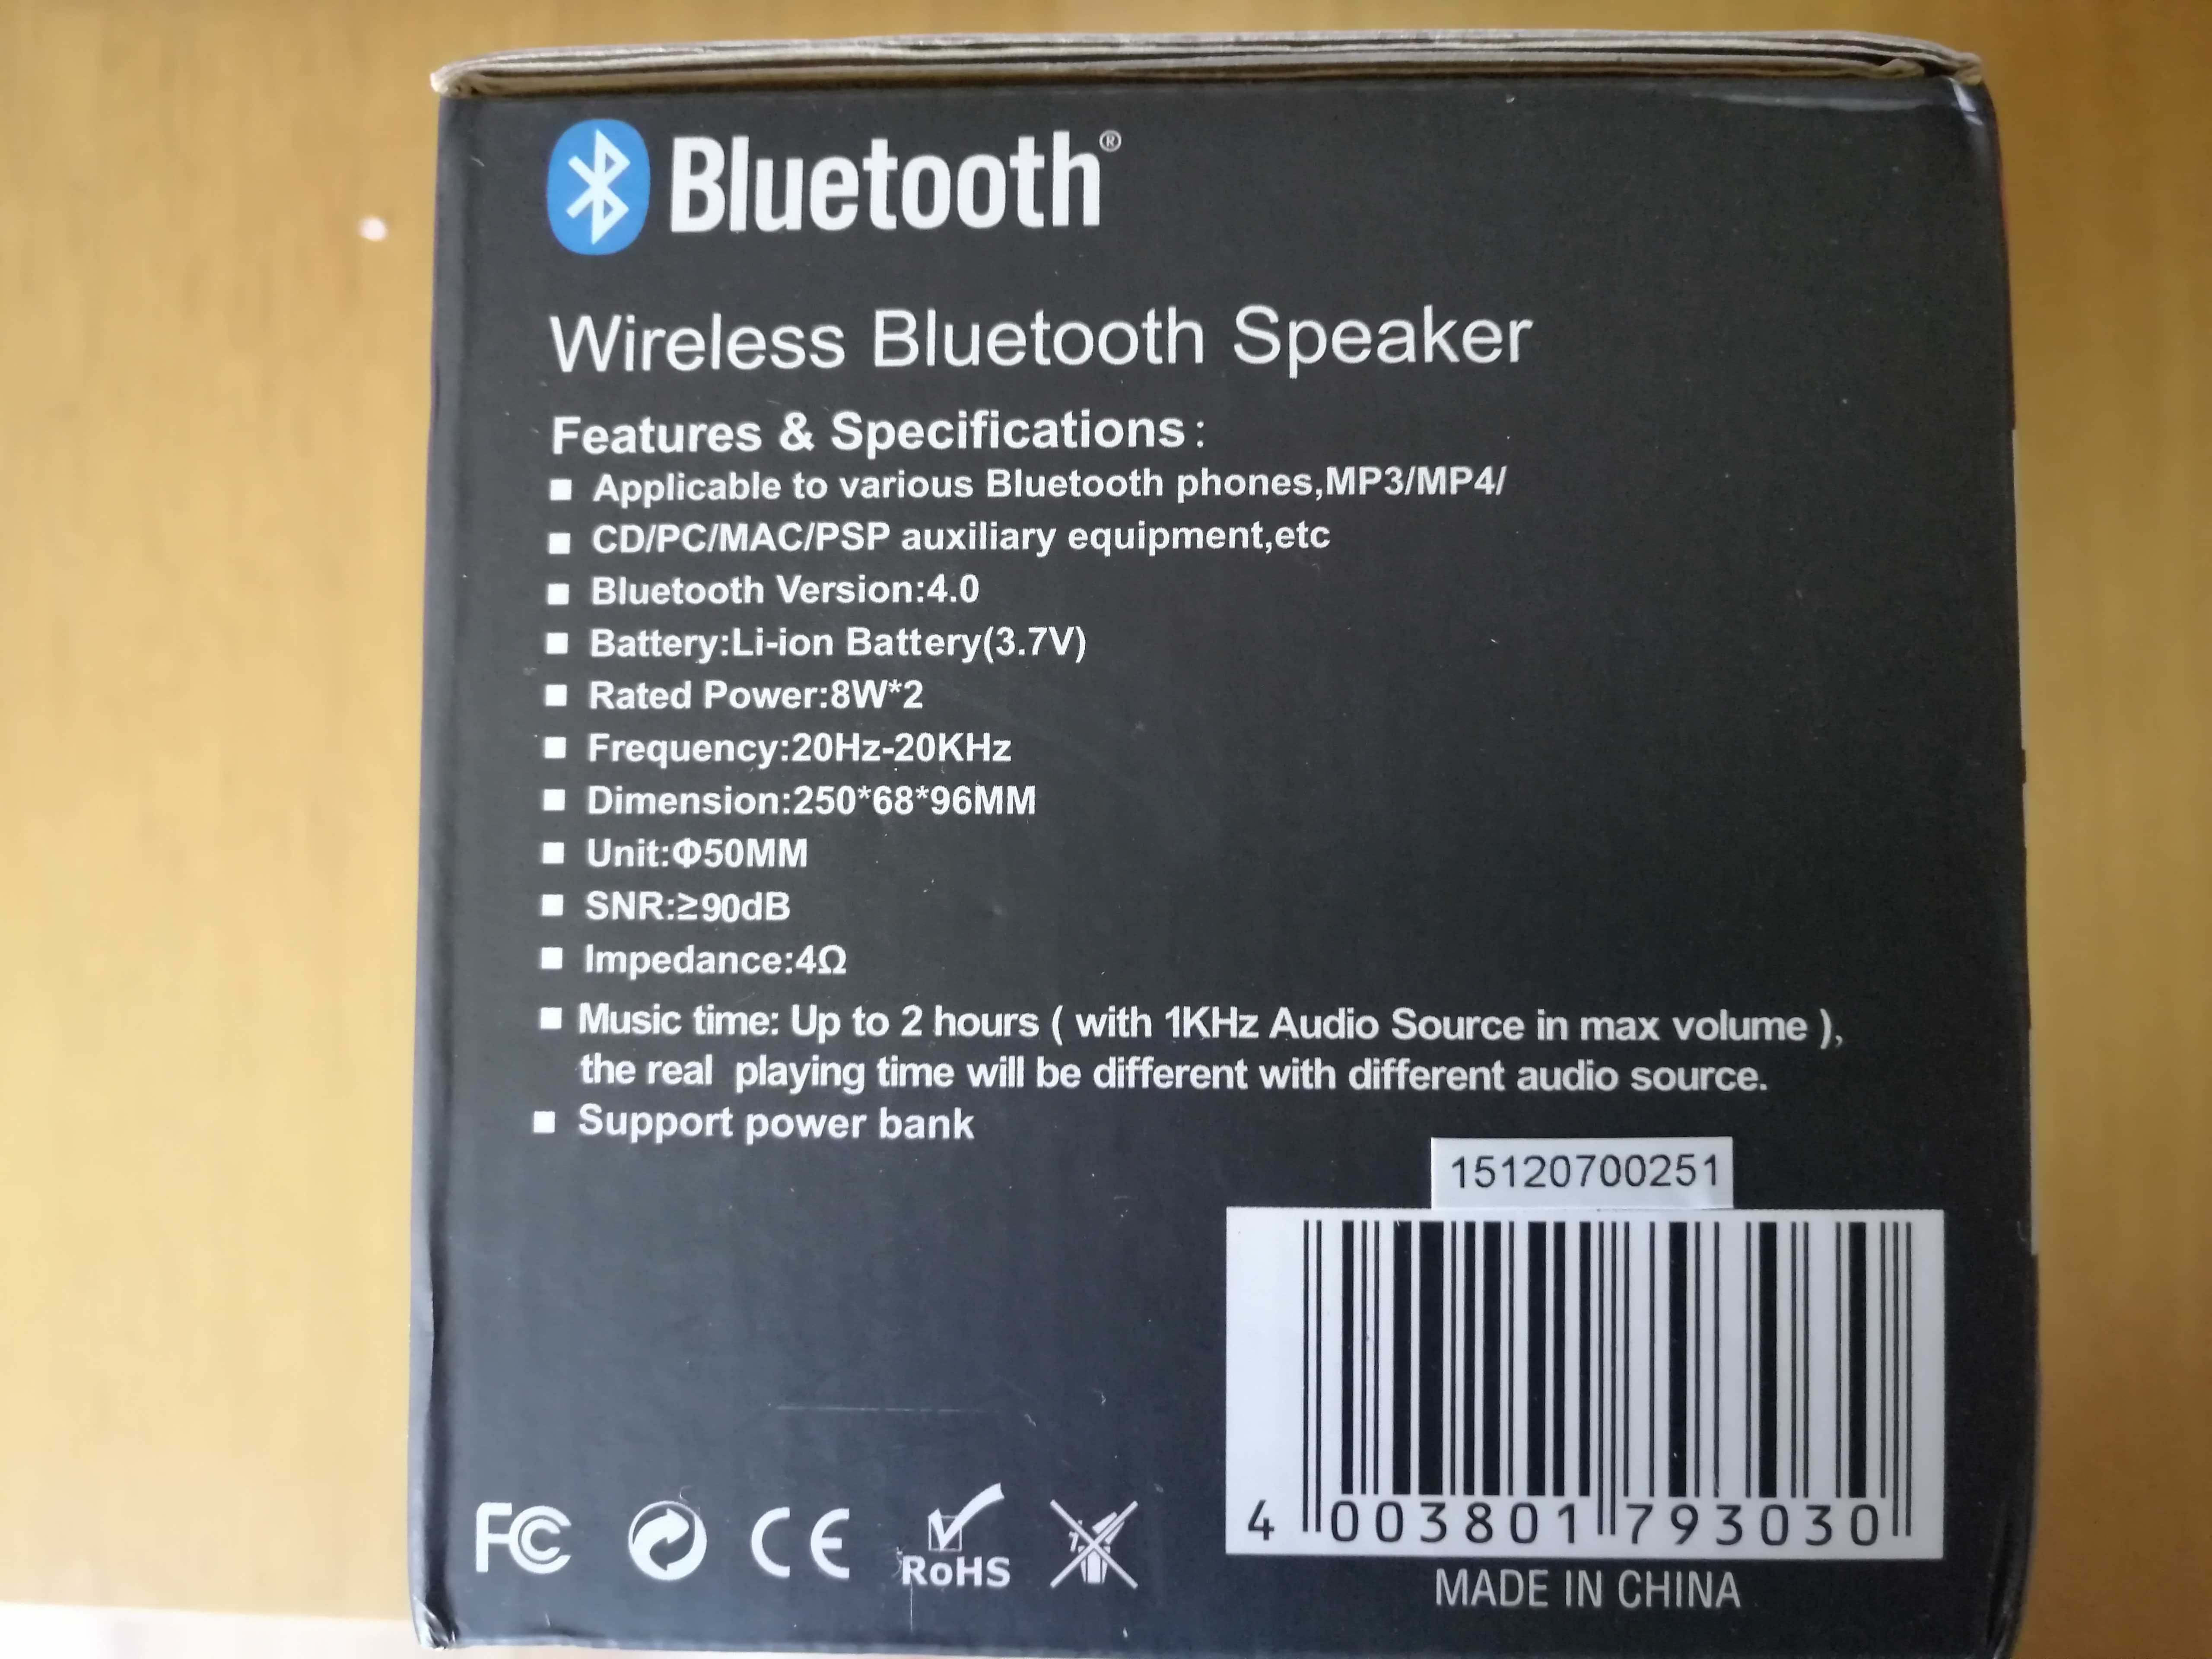 Bluetooth®
Wireless Bluetooth Speaker
Features & Specifications:
■ Applicable to various Bluetooth phones,MP3/MP4/
■ CD/PC/MAC/PSP auxiliary equipment,etc
■ Bluetooth Version:4.0
■ Battery:Li-ion Battery(3.7V)
■ Rated Power:8W*2
■ Frequency:20Hz-20KHz
■ Dimension:250*68*96MM
■ Unit:Φ50MM
■ SNR:≥90dB
■ Impedance:4Ω
■ Music time: Up to 2 hours ( with 1KHz Audio Source in max volume ),
the real playing time will be different with different audio source.
■ Support power bank
15120700251
4 003801 793030
FC CE RoHS
MADE IN CHINA